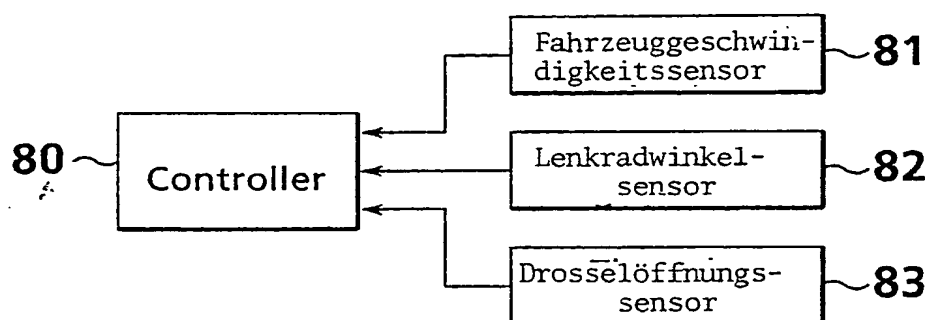 Fahrzeuggeschwin-
digkeitssensor
81
80
Controller
Lenkradwinkel-
sensor
82
Drosselöffnungs-
sensor
83